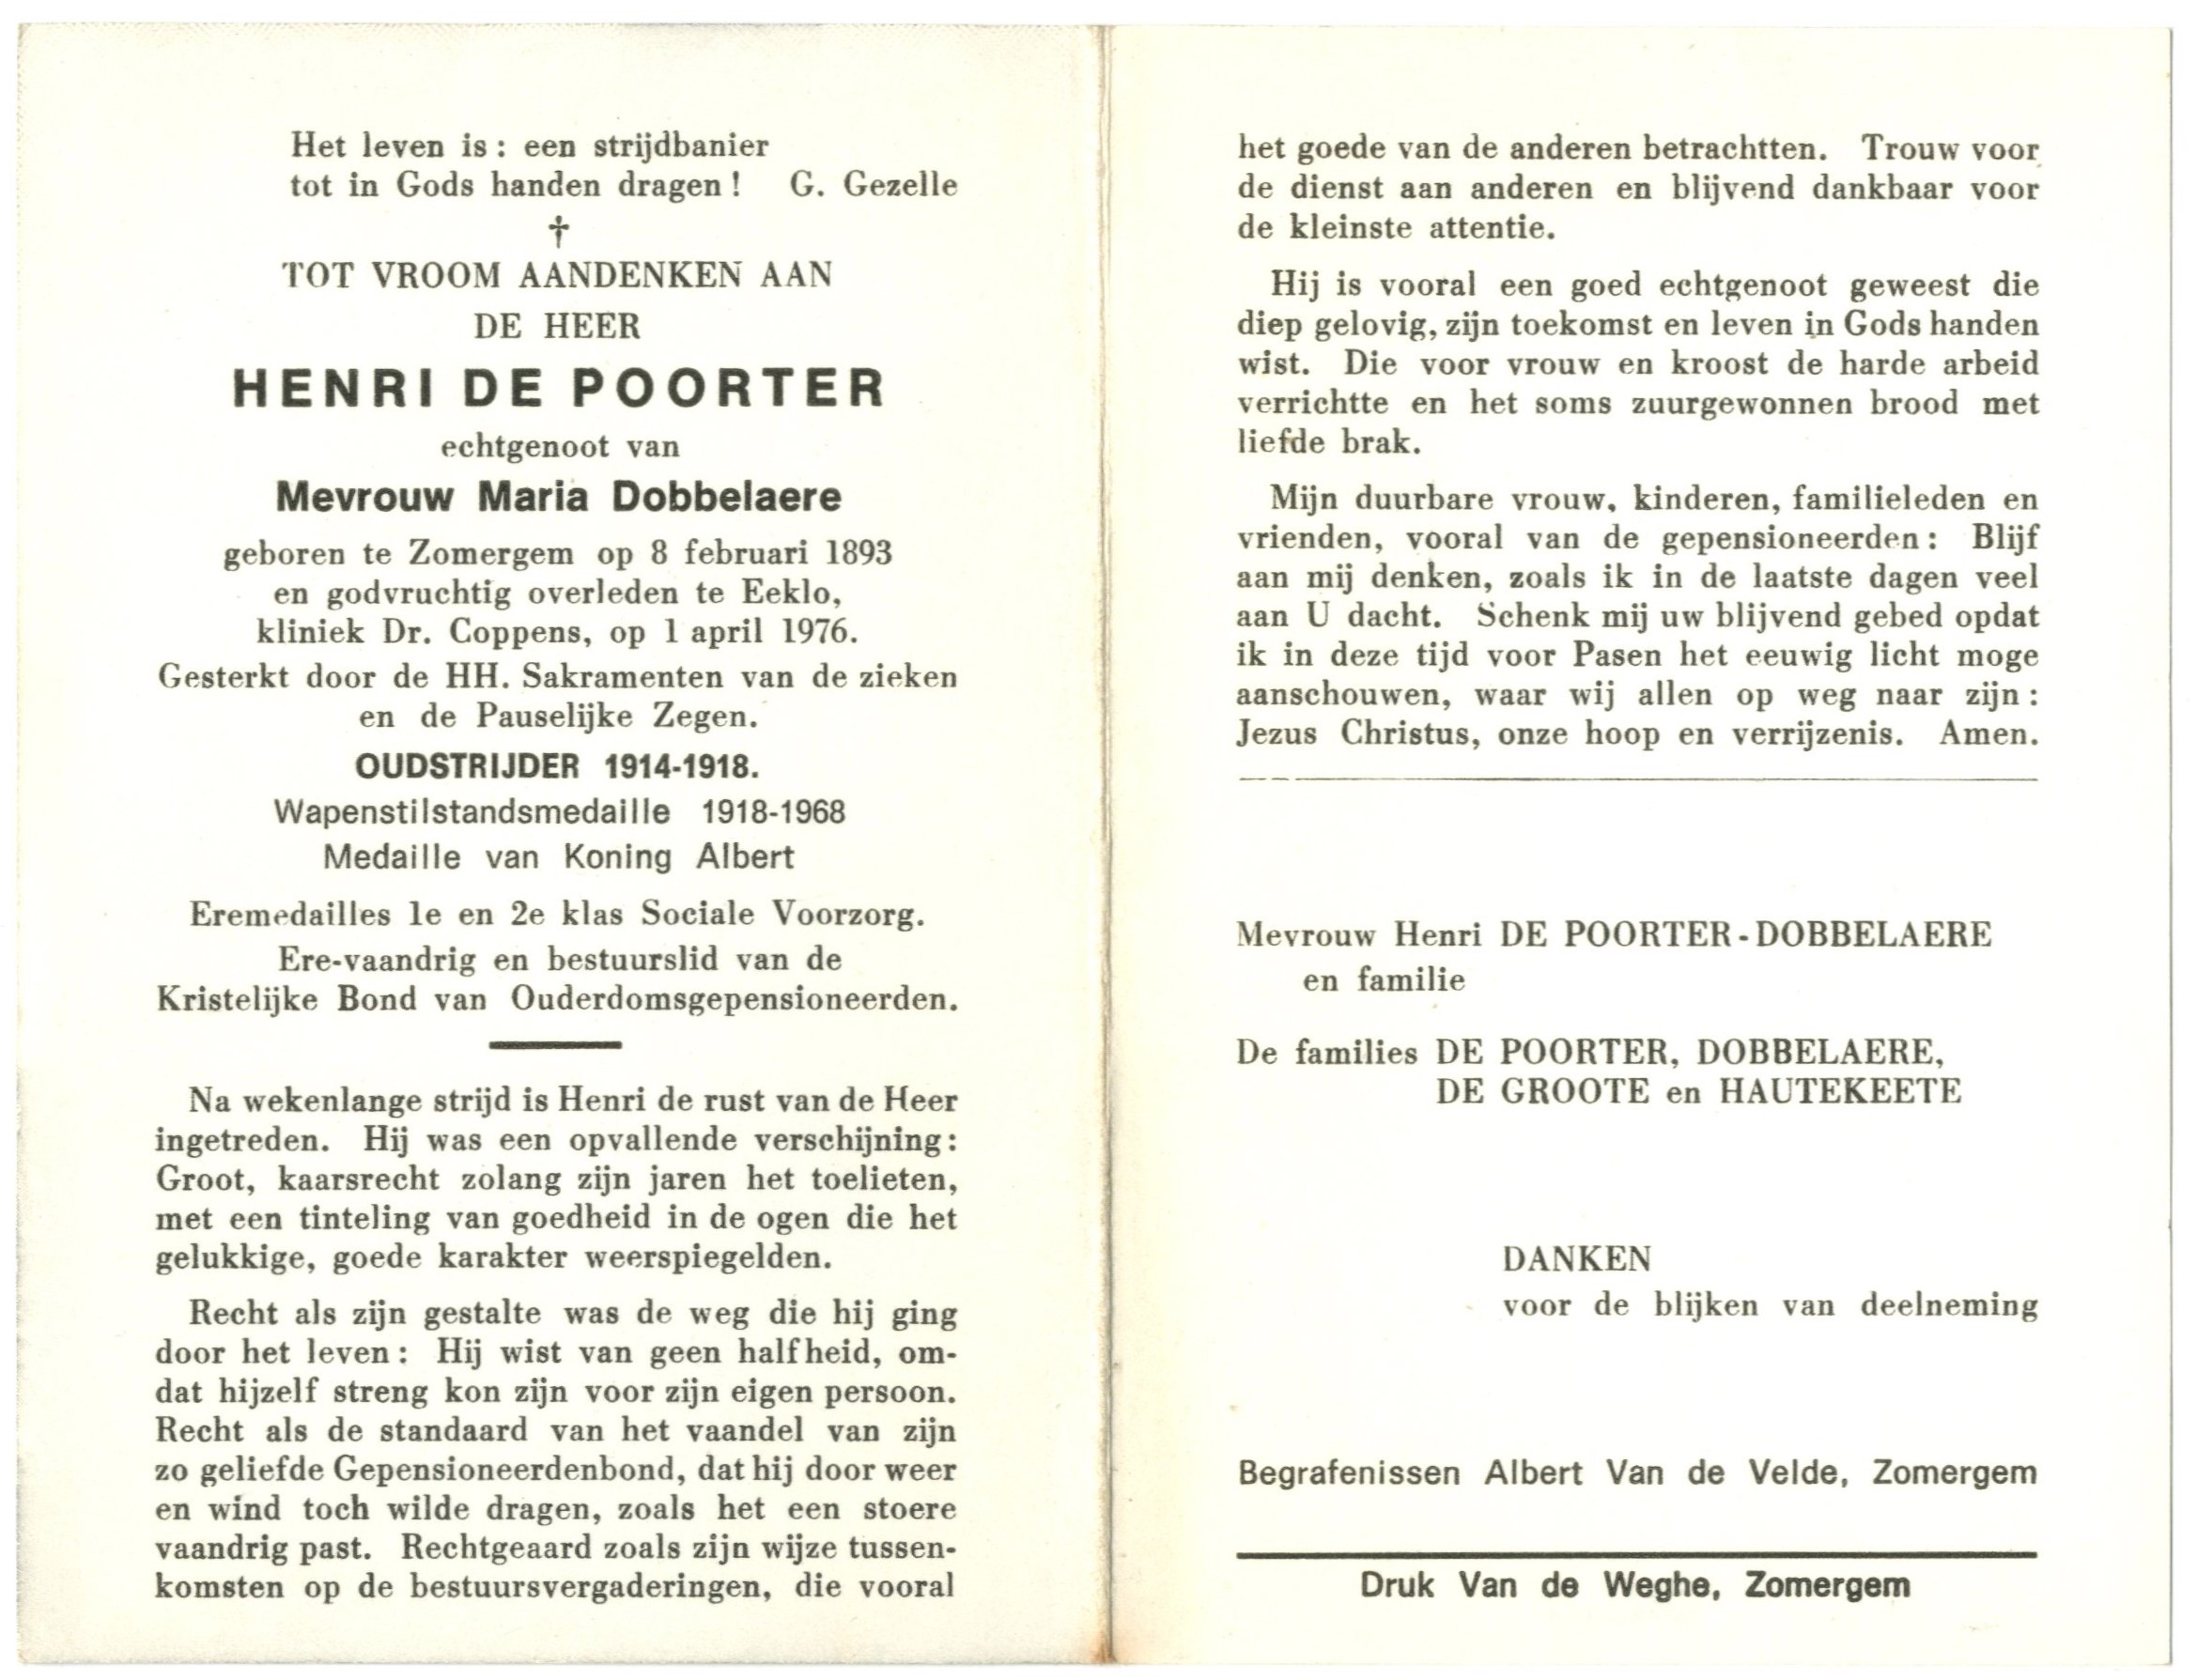 Het leven is : een strijdbanier
tot in Gods handen dragen ! G. Gezelle
†
TOT VROOM AANDENKEN AAN
DE HEER
HENRI DE POORTER
echtgenoot van
Mevrouw Maria Dobbelaere
geboren te Zomergem op 8 februari 1893
en godvruchtig overleden te Eeklo,
kliniek Dr. Coppens, op 1 april 1976.
Gesterkt door de HH. Sakramenten van de zieken
en de Pauselijke Zegen.
OUDSTRIJDER 1914-1918.
Wapenstilstandsmedaille 1918-1968
Medaille van Koning Albert
Eremedailles 1e en 2e klas Sociale Voorzorg.
Ere-vaandrig en bestuurslid van de
Kristelijke Bond van Ouderdomsgepensioneerden.
Na wekenlange strijd is Henri de rust van de Heer
ingetreden. Hij was een opvallende verschijning :
Groot, kaarsrecht zolang zijn jaren het toelieten,
met een tinteling van goedheid in de ogen die het
gelukkige, goede karakter weerspiegelden.
Recht als zijn gestalte was de weg die hij ging
door het leven : Hij wist van geen halfheid, om-
dat hijzelf streng kon zijn voor zijn eigen persoon.
Recht als de standaard van het vaandel van zijn
zo geliefde Gepensioneerdenbond, dat hij door weer
en wind toch wilde dragen, zoals het een stoere
vaandrig past. Rechtgeaard zoals zijn wijze tussen-
komsten op de bestuursvergaderingen, die vooral
het goede van de anderen betrachtten. Trouw voor
de dienst aan anderen en blijvend dankbaar voor
de kleinste attentie.
Hij is vooral een goed echtgenoot geweest die
diep gelovig, zijn toekomst en leven in Gods handen
wist. Die voor vrouw en kroost de harde arbeid
verrichtte en het soms zuurgewonnen brood met
liefde brak.
Mijn duurbare vrouw, kinderen, familieleden en
vrienden, vooral van de gepensioneerden : Blijf
aan mij denken, zoals ik in de laatste dagen veel
aan U dacht. Schenk mij uw blijvend gebed opdat
ik in deze tijd voor Pasen het eeuwig licht moge
aanschouwen, waar wij allen op weg naar zijn :
Jezus Christus, onze hoop en verrijzenis. Amen.
Mevrouw Henri DE POORTER-DOBBELAERE
en familie
De families DE POORTER, DOBBELAERE,
DE GROOTE en HAUTEKEETE
DANKEN
voor de blijken van deelneming
Begrafenissen Albert Van de Velde, Zomergem
Druk Van de Weghe, Zomergem